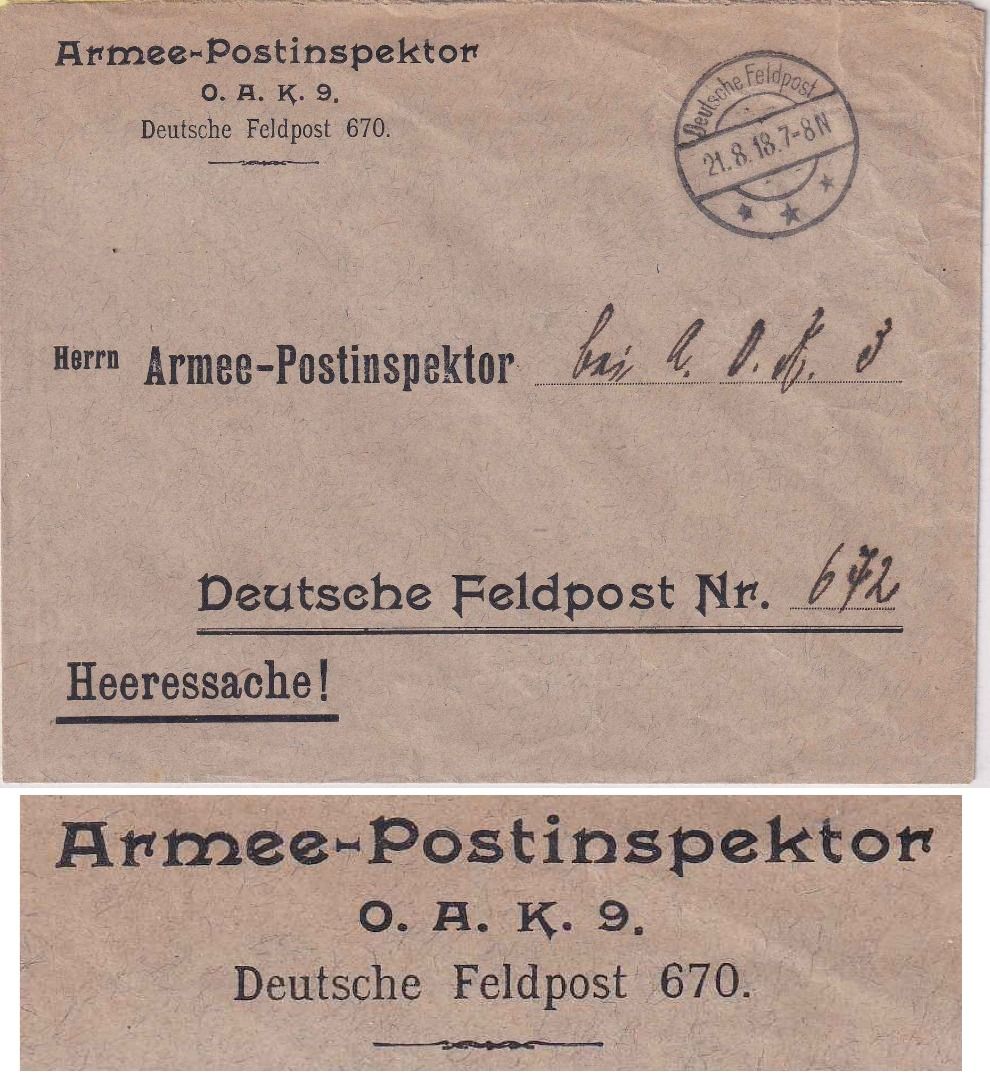 Armee-Postinspektor
O. A. K. 9.
Deutsche Feldpost 670.
Deutsche Feldpost
21.8.18.7-8N
Herrn Armee-Postinspektor bei A. O. K. 3
Deutsche Feldpost Nr. 672
Heeressache!
Armee-Postinspektor
O. A. K. 9.
Deutsche Feldpost 670.